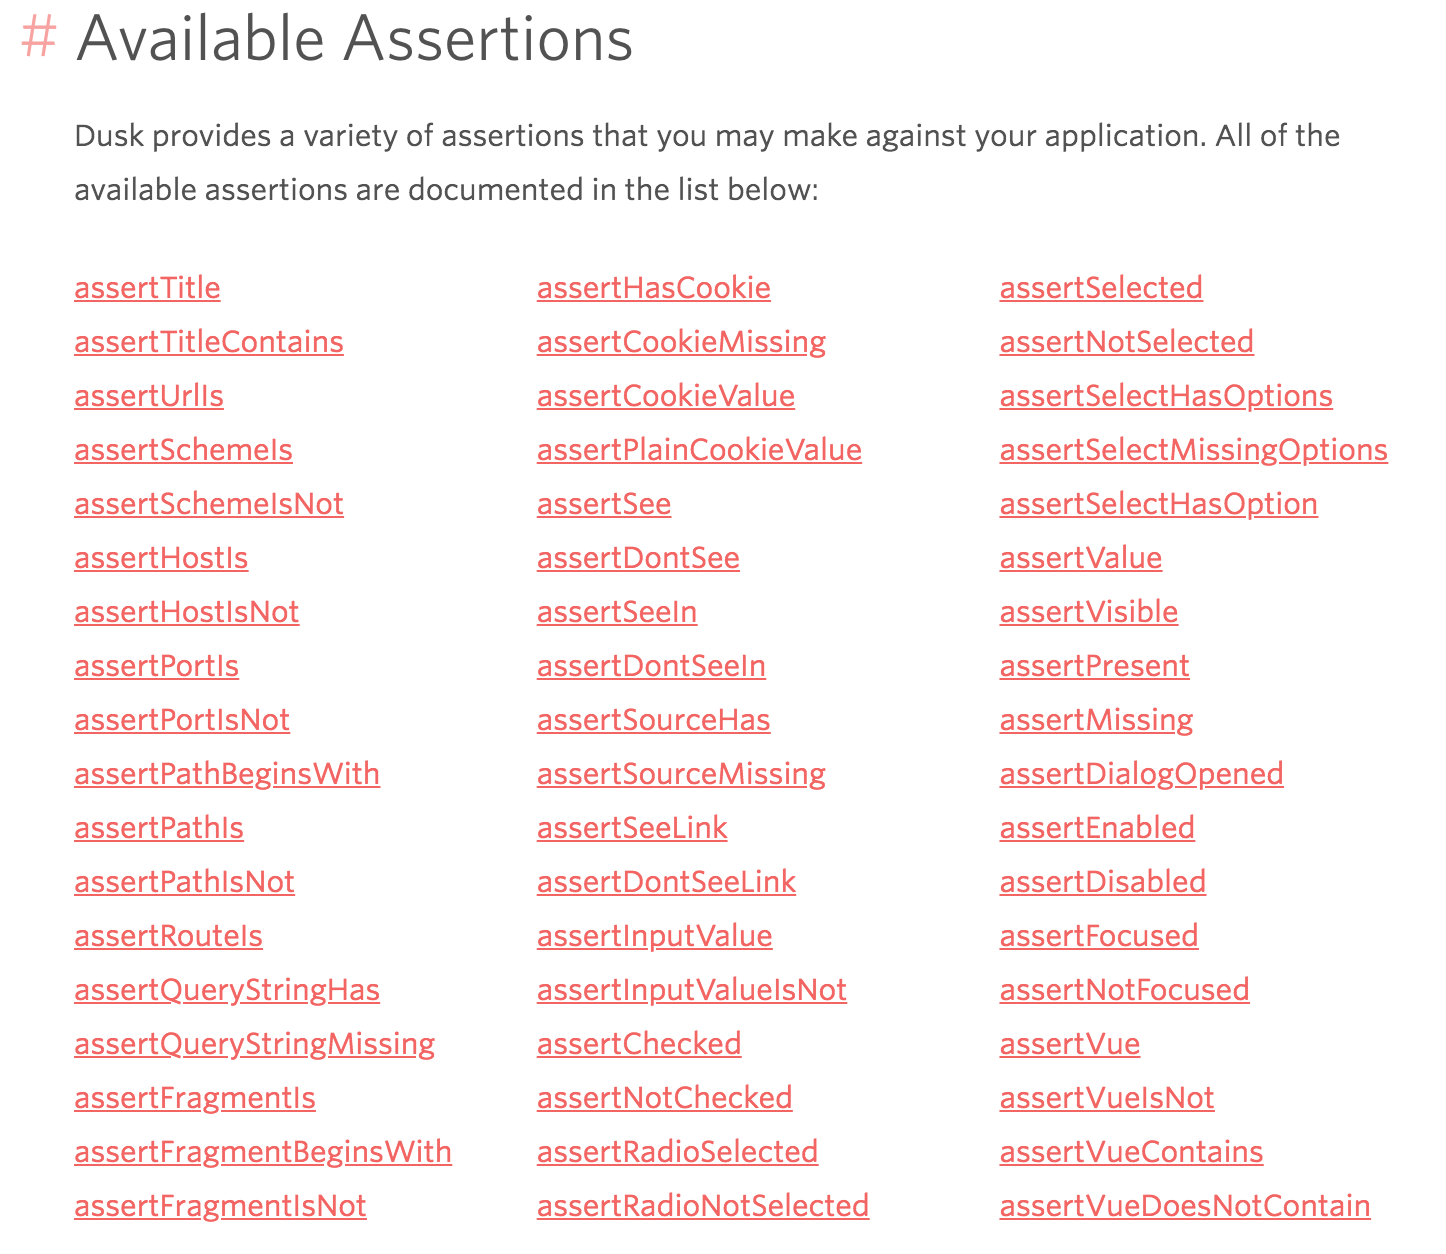 # Available Assertions
Dusk provides a variety of assertions that you may make against your application. All of the
available assertions are documented in the list below:
assertTitle
assertTitleContains
assertUrlIs
assertSchemeIs
assertSchemeIsNot
assertHostIs
assertHostIsNot
assertPortIs
assertPortIsNot
assertPathBeginsWith
assertPathIs
assertPathIsNot
assertRouteIs
assertQueryStringHas
assertQueryStringMissing
assertFragmentIs
assertFragmentBeginsWith
assertFragmentIsNot
assertHasCookie
assertCookieMissing
assertCookieValue
assertPlainCookieValue
assertSee
assertDontSee
assertSeeIn
assertDontSeeIn
assertSourceHas
assertSourceMissing
assertSeeLink
assertDontSeeLink
assertInputValue
assertInputValueIsNot
assertChecked
assertNotChecked
assertRadioSelected
assertRadioNotSelected
assertSelected
assertNotSelected
assertSelectHasOptions
assertSelectMissingOptions
assertSelectHasOption
assertValue
assertVisible
assertPresent
assertMissing
assertDialogOpened
assertEnabled
assertDisabled
assertFocused
assertNotFocused
assertVue
assertVueIsNot
assertVueContains
assertVueDoesNotContain